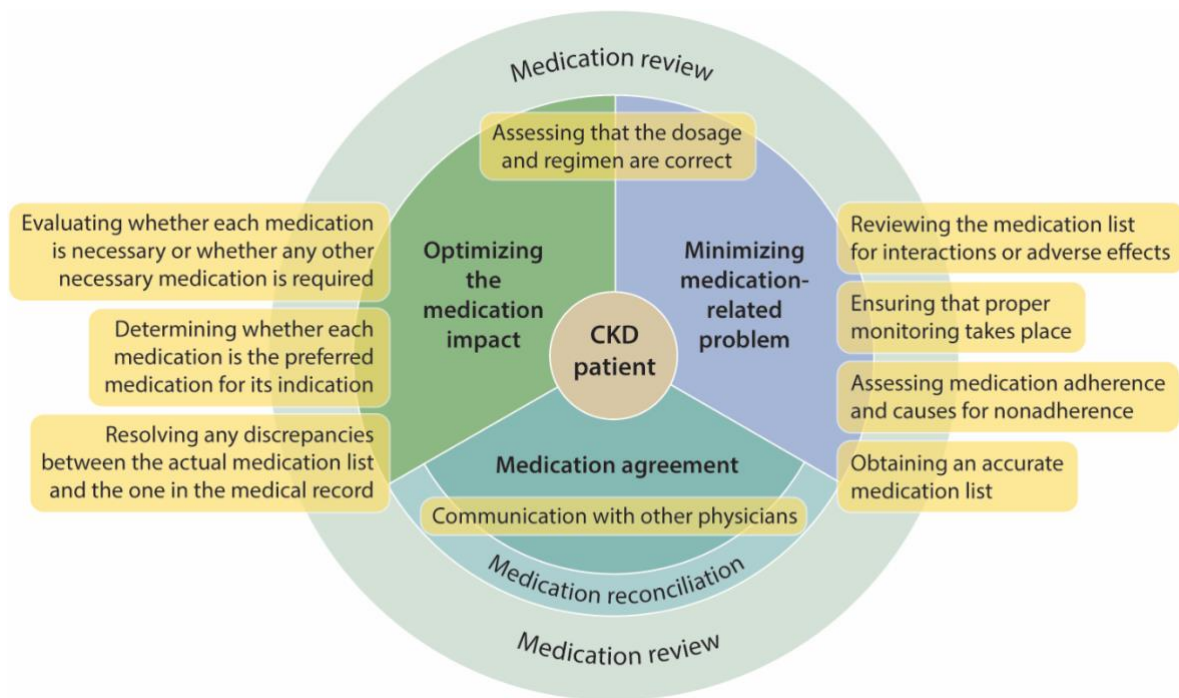 Medication review
Assessing that the dosage
and regimen are correct
Evaluating whether each medication
is necessary or whether any other
necessary medication is required
Determining whether each
medication is the preferred
medication for its indication
Resolving any discrepancies
between the actual medication list
and the one in the medical record
Optimizing
the
medication
impact
CKD
patient
Minimizing
medication-
related
problem
Reviewing the medication list
for interactions or adverse effects
Ensuring that proper
monitoring takes place
Assessing medication adherence
and causes for nonadherence
Obtaining an accurate
medication list
Medication agreement
Communication with other physicians
Medication reconciliation
Medication review